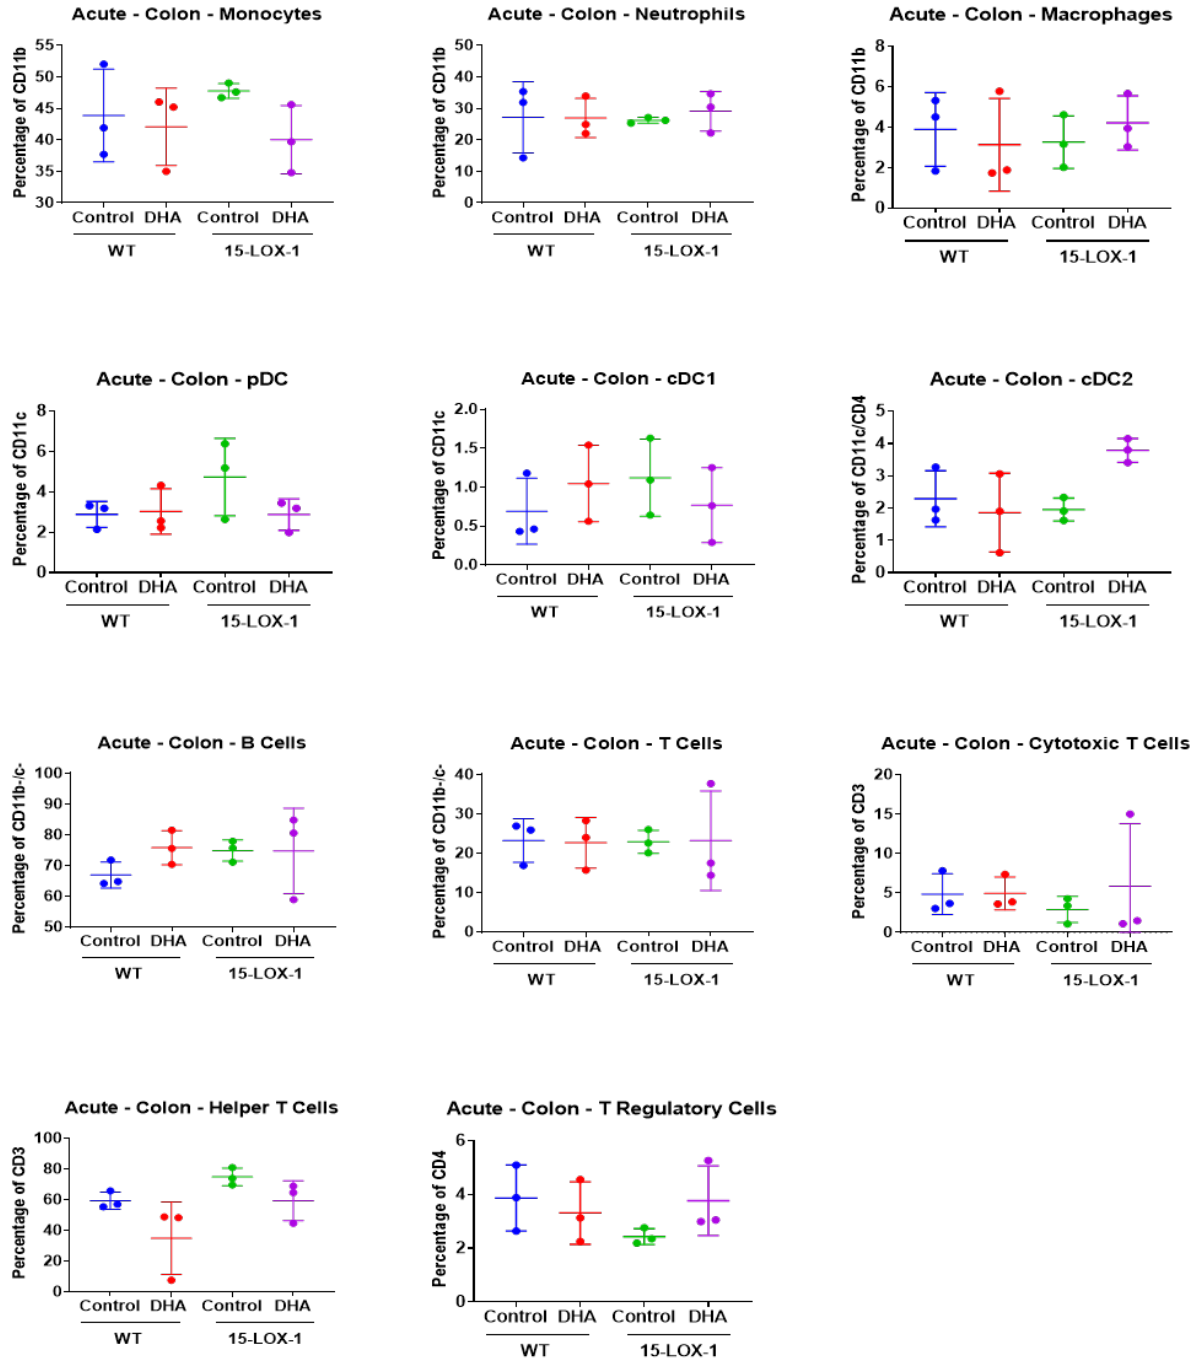 Acute - Colon - Monocytes
Percentage of CD11b
55
50
45
40
35
30
Control DHA Control DHA
WT 15-LOX-1
Acute - Colon - Neutrophils
Percentage of CD11b
50
40
30
20
10
0
Control DHA Control DHA
WT 15-LOX-1
Acute - Colon - Macrophages
Percentage of CD11b
8
6
4
2
0
Control DHA Control DHA
WT 15-LOX-1
Acute - Colon - pDC
Percentage of CD11c
8
6
4
2
0
Control DHA Control DHA
WT 15-LOX-1
Acute - Colon - cDC1
Percentage of CD11c
2.0
1.5
1.0
0.5
0.0
Control DHA Control DHA
WT 15-LOX-1
Acute - Colon - cDC2
Percentage of CD11c/CD4
5
4
3
2
1
0
Control DHA Control DHA
WT 15-LOX-1
Acute - Colon - B Cells
Percentage of CD11b-/c-
100
90
80
70
60
50
Control DHA Control DHA
WT 15-LOX-1
Acute - Colon - T Cells
Percentage of CD11b-/c-
40
30
20
10
0
Control DHA Control DHA
WT 15-LOX-1
Acute - Colon - Cytotoxic T Cells
Percentage of CD3
20
15
10
5
0
Control DHA Control DHA
WT 15-LOX-1
Acute - Colon - Helper T Cells
Percentage of CD3
100
80
60
40
20
0
Control DHA Control DHA
WT 15-LOX-1
Acute - Colon - T Regulatory Cells
Percentage of CD4
6
4
2
0
Control DHA Control DHA
WT 15-LOX-1